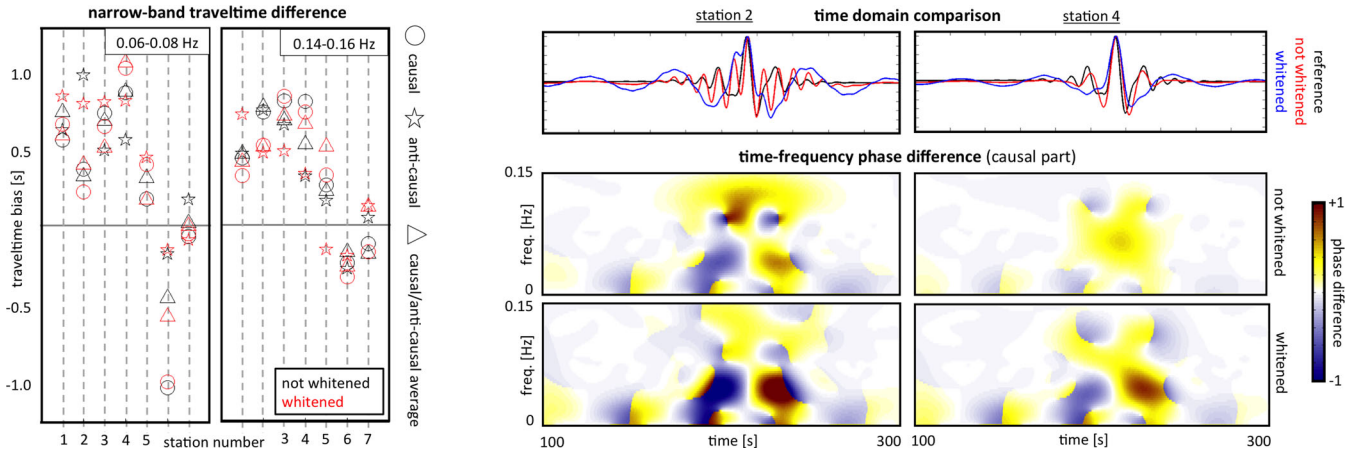 narrow-band traveltime difference
0.06-0.08 Hz
0.14-0.16 Hz
traveltime bias [s]
1.0
0.5
0
-0.5
-1.0
not whitened
whitened
1 2 3 4 5
station number
3 4 5 6 7
causal
anti-causal
causal/anti-causal average
station 2
time domain comparison
station 4
whitened
not whitened
reference
time-frequency phase difference (causal part)
0.15
freq. [Hz]
0
not whitened
0.15
freq. [Hz]
0
whitened
100
time [s]
300
100
time [s]
300
+1
phase difference
-1